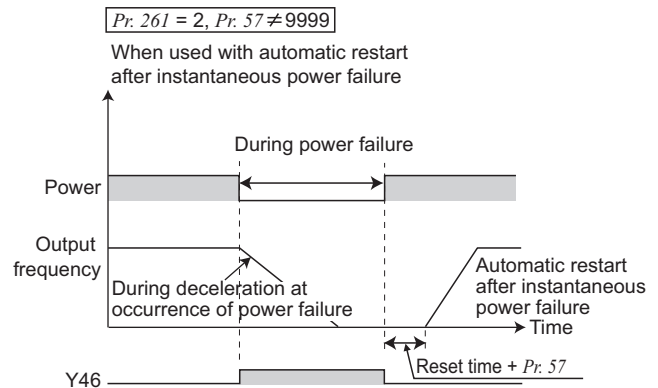 Pr. 261 = 2, Pr. 57≠9999
When used with automatic restart
after instantaneous power failure
During power failure
Power
Output
frequency
During deceleration at
occurrence of power failure
Automatic restart
after instantaneous
power failure
Time
Reset time + Pr. 57
Y46